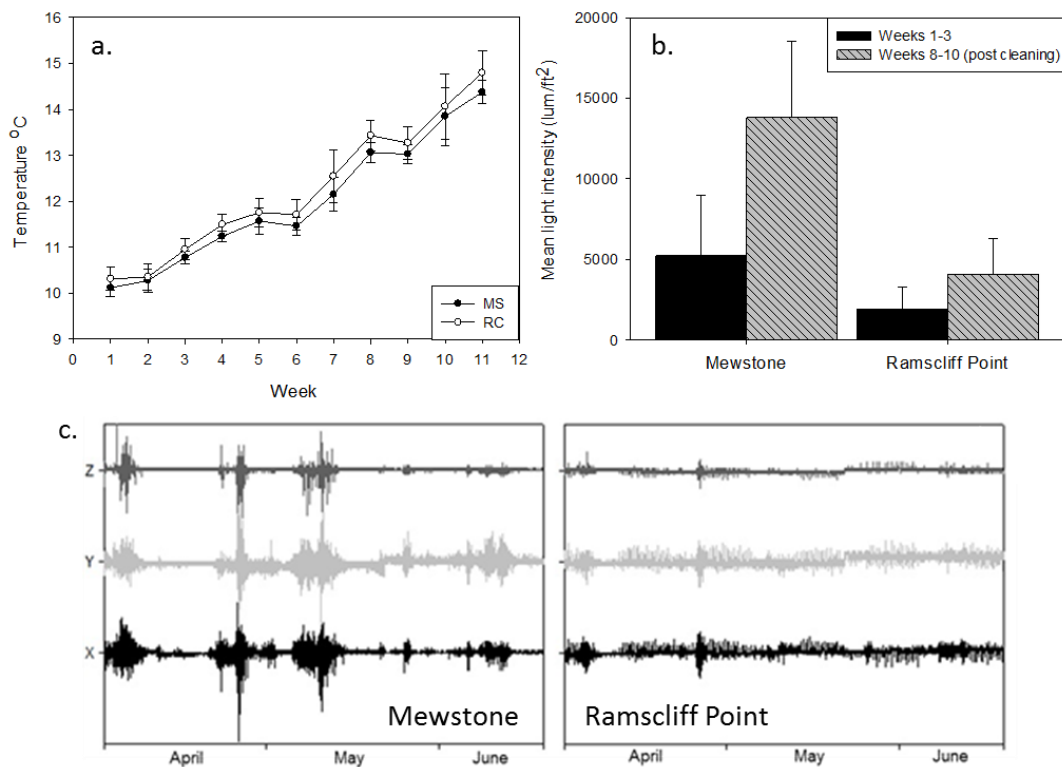 a.
Temperature °C
16
15
14
13
12
11
10
9
0 1 2 3 4 5 6 7 8 9 10 11 12
Week
MS
RC
b.
Mean light intensity (lum/ft²)
20000
15000
10000
5000
0
Weeks 1-3
Weeks 8-10 (post cleaning)
Mewstone
Ramscliff Point
c.
Z
Y
X
Mewstone
Ramscliff Point
April May June
April May June